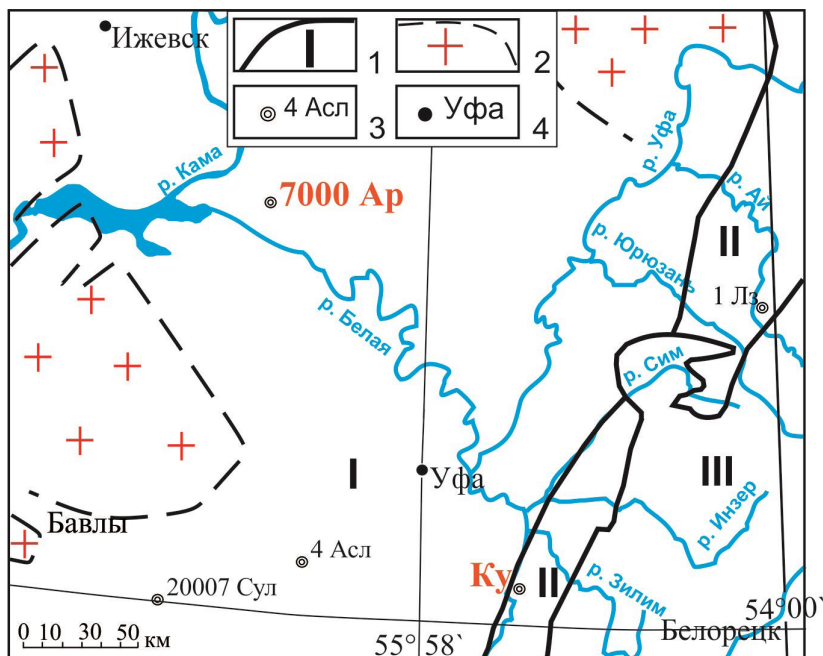 Ижевск
I 1
2
4 Асл 3
Уфа 4
р. Кама
7000 Ар
р. Уфа
р. Ай
р. Юрюзань
II
1 Лз
р. Белая
р. Сим
I
Уфа
III
р. Инзер
Бавлы
4 Асл
20007 Сул
Ку
II
р. Зилим
54°00`
Белорецк
55°58`
0 10 30 50 км